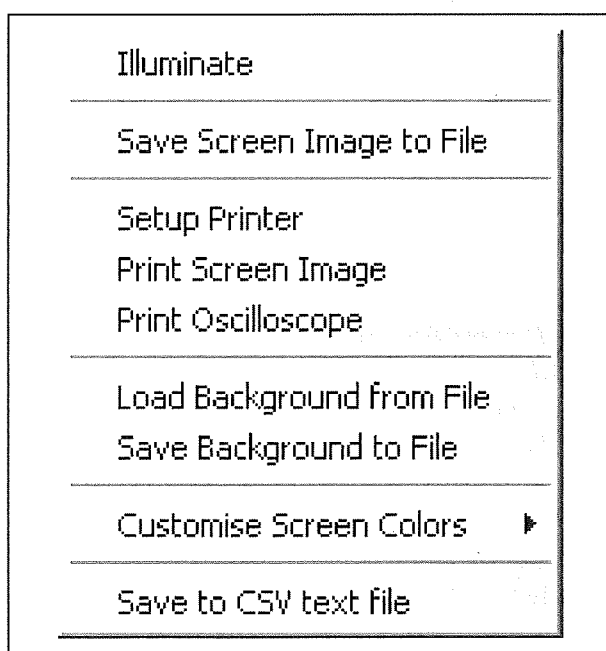 Illuminate
Save Screen Image to File
Setup Printer
Print Screen Image
Print Oscilloscope
Load Background from File
Save Background to File
Customise Screen Colors
Save to CSV text file